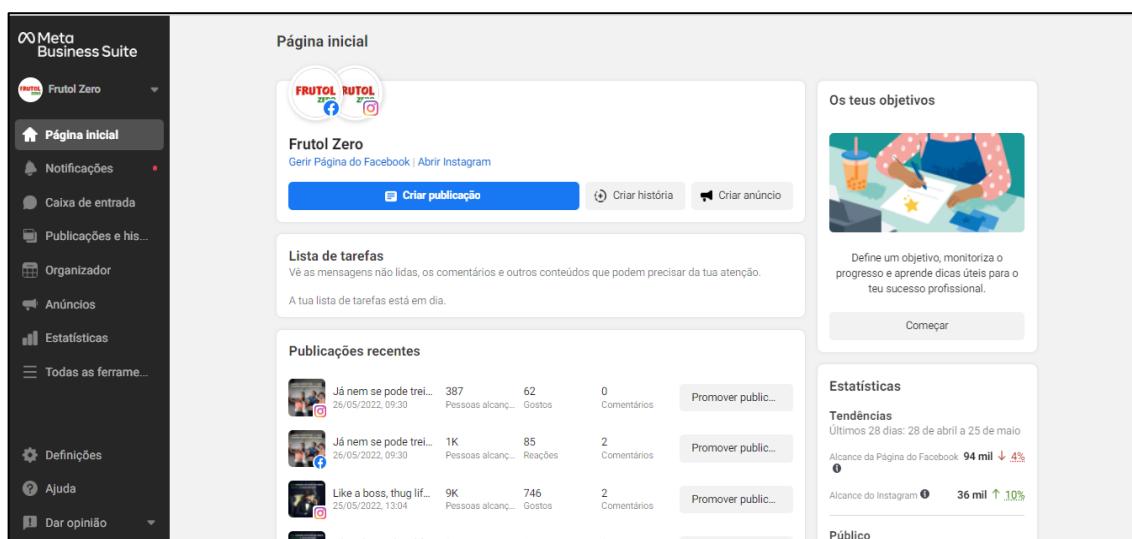 Meta
Business Suite
Frutol Zero
Página inicial
Notificações
Caixa de entrada
Publicações e his...
Organizador
Anúncios
Estatísticas
Todas as ferrame...
Definições
Ajuda
Dar opinião
Página inicial
FRUTOL
ZERO
Frutol Zero
Gerir Página do Facebook | Abrir Instagram
Criar publicação
Criar história
Criar anúncio
Lista de tarefas
Vê as mensagens não lidas, os comentários e outros conteúdos que podem precisar da tua atenção.
A tua lista de tarefas está em dia.
Publicações recentes
Já nem se pode trei... 387 62 0 Promover public...
26/05/2022, 09:30 Pessoas alcanç... Gostos Comentários
Já nem se pode trei... 1K 85 2 Promover public...
26/05/2022, 09:30 Pessoas alcanç... Reações Comentários
Like a boss, thug lif... 9K 746 2 Promover public...
25/05/2022, 13:04 Pessoas alcanç... Gostos Comentários
Os teus objetivos
Define um objetivo, monitoriza o
progresso e aprende dicas úteis para o
teu sucesso profissional.
Começar
Estatísticas
Tendências
Últimos 28 dias: 28 de abril a 25 de maio
Alcance da Página do Facebook 94 mil ↓ 4%
Alcance do Instagram 36 mil ↑ 10%
Público